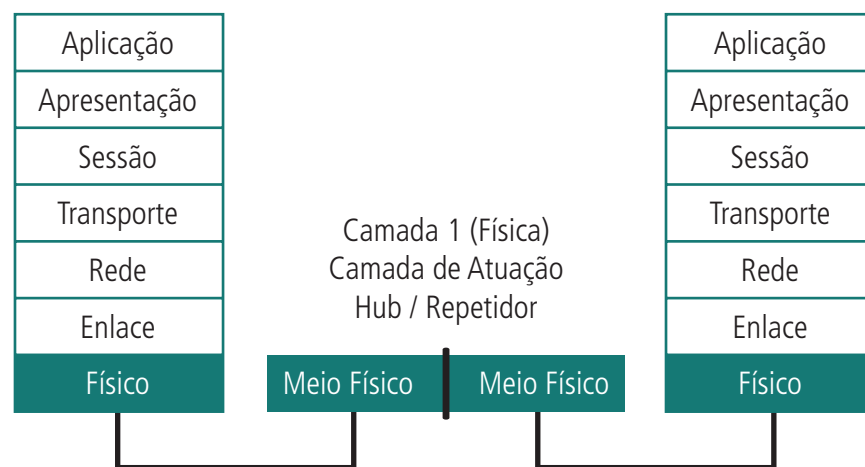 Aplicação
Apresentação
Sessão
Transporte
Rede
Enlace
Físico
Camada 1 (Física)
Camada de Atuação
Hub / Repetidor
Meio Físico
Meio Físico
Aplicação
Apresentação
Sessão
Transporte
Rede
Enlace
Físico